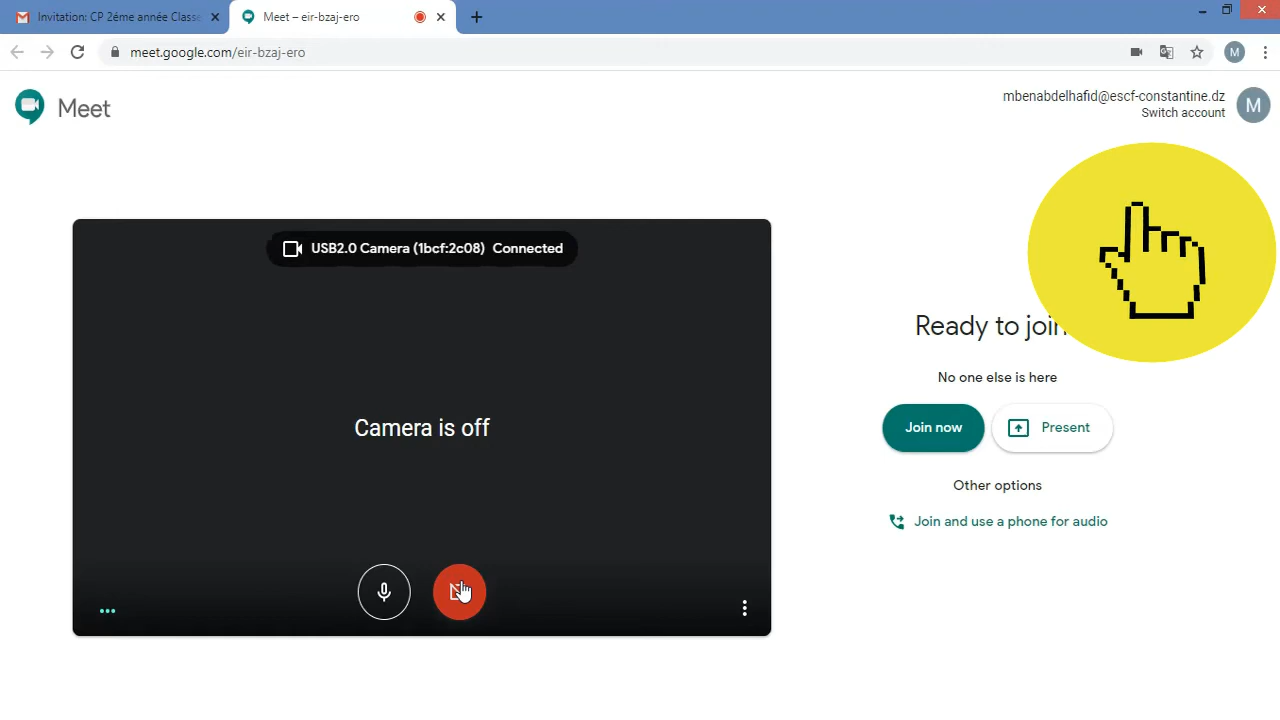 Invitation: CP 2éme année Classe
Meet – eir-bzaj-ero
meet.google.com/eir-bzaj-ero
M
Meet
mbenabdelhafid@escf-constantine.dz
Switch account
M
USB2.0 Camera (1bcf:2c08) Connected
Camera is off
Ready to join
No one else is here
Join now
Present
Other options
Join and use a phone for audio